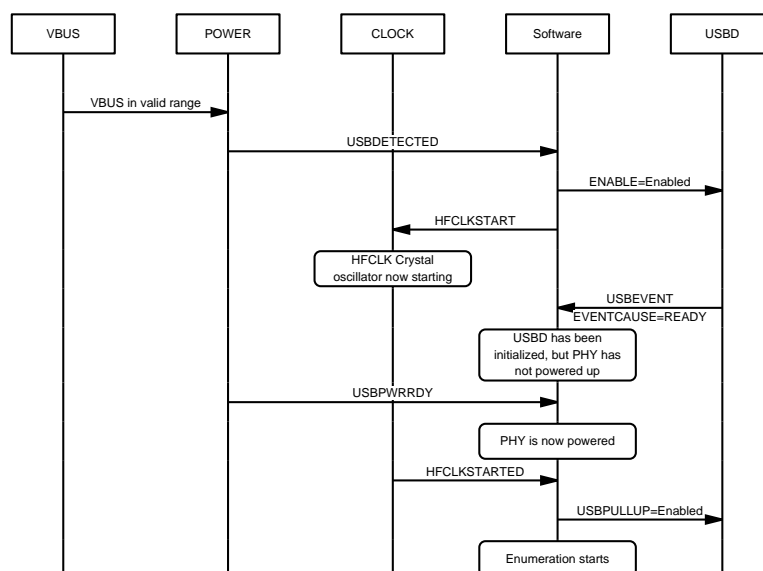 VBUS
POWER
CLOCK
Software
USBD
VBUS in valid range
USBDETECTED
ENABLE=Enabled
HFCLKSTART
HFCLK Crystal
oscillator now starting
USBEVENT
EVENTCAUSE=READY
USBD has been
initialized, but PHY has
not powered up
USBPWRRDY
PHY is now powered
HFCLKSTARTED
USBPULLUP=Enabled
Enumeration starts